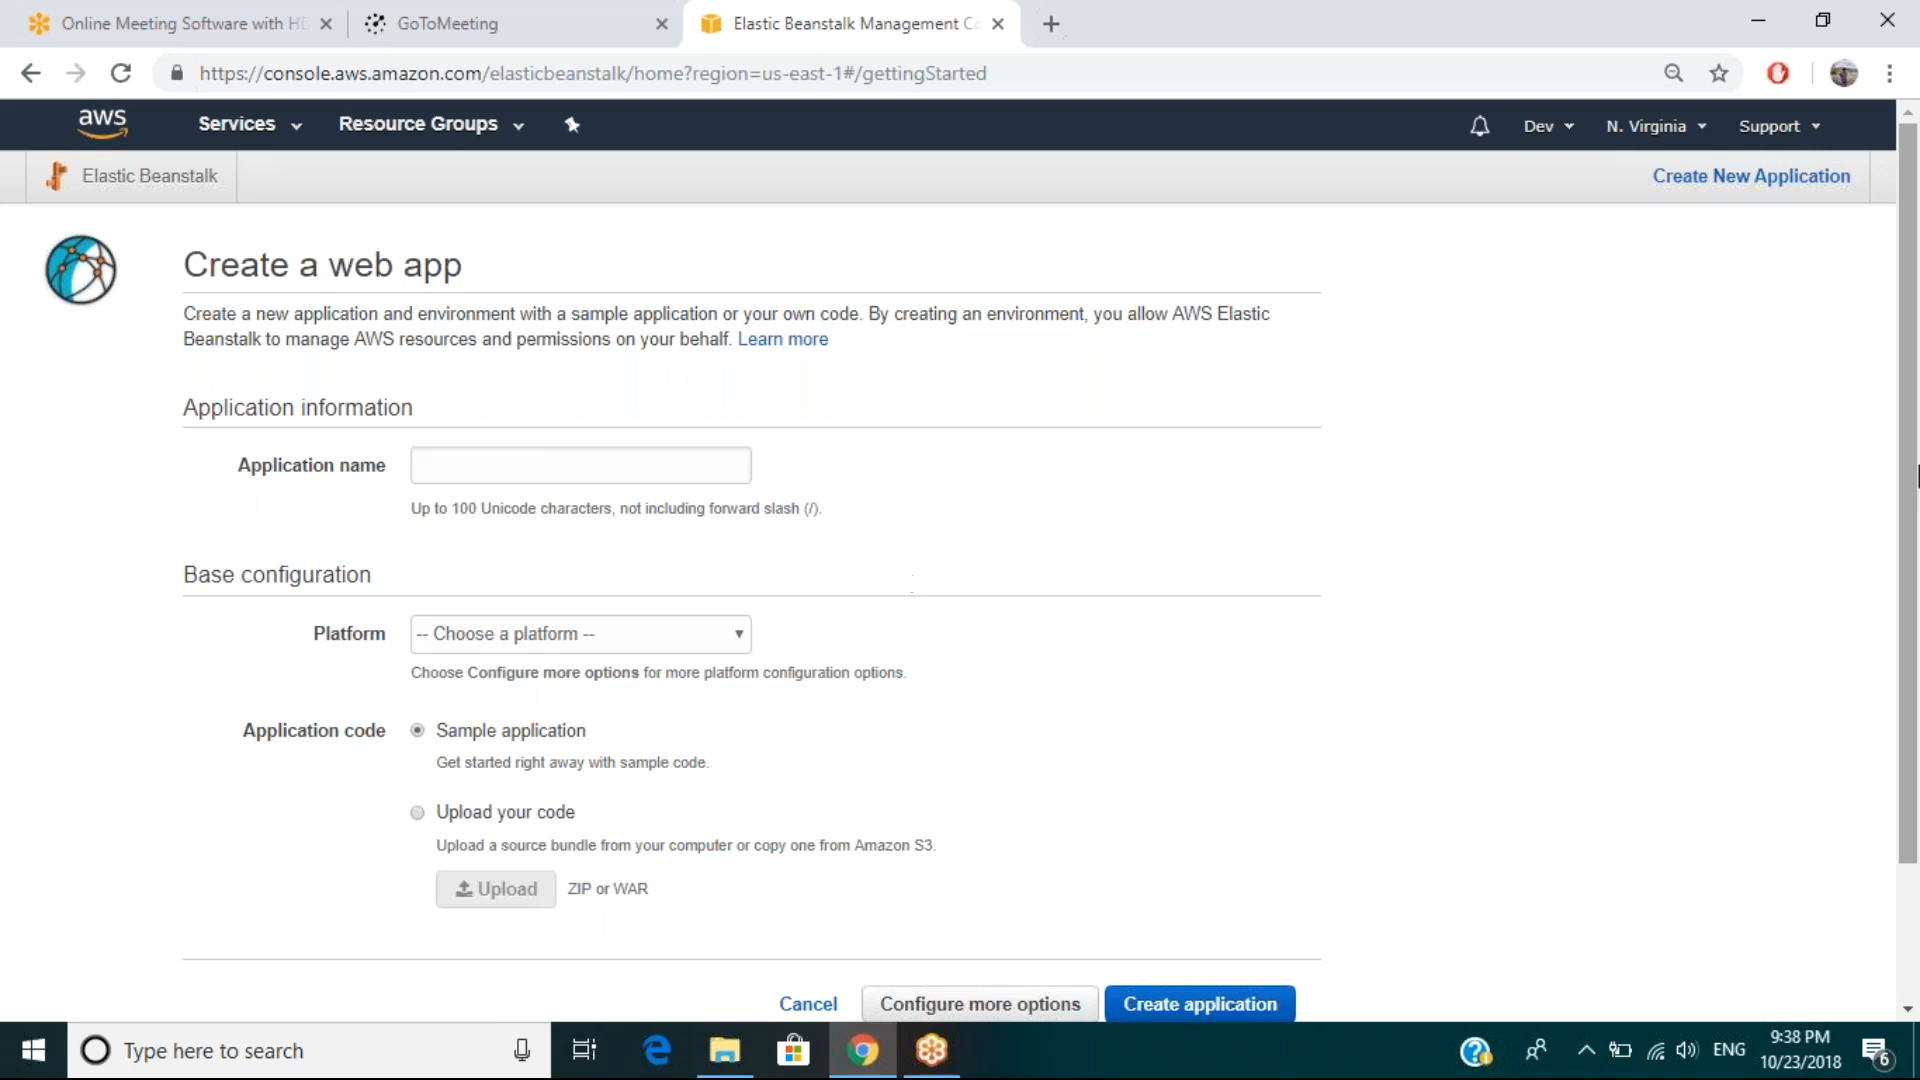 Online Meeting Software with HD
GoToMeeting
Elastic Beanstalk Management Co
https://console.aws.amazon.com/elasticbeanstalk/home?region=us-east-1#/gettingStarted
aws
Services
Resource Groups
Dev
N. Virginia
Support
Elastic Beanstalk
Create New Application
Create a web app
Create a new application and environment with a sample application or your own code. By creating an environment, you allow AWS Elastic
Beanstalk to manage AWS resources and permissions on your behalf. Learn more
Application information
Application name
Up to 100 Unicode characters, not including forward slash (/).
Base configuration
Platform
-- Choose a platform --
Choose Configure more options for more platform configuration options.
Application code
Sample application
Get started right away with sample code.
Upload your code
Upload a source bundle from your computer or copy one from Amazon S3.
Upload
ZIP or WAR
Cancel
Configure more options
Create application
Type here to search
ENG
9:38 PM
10/23/2018
6